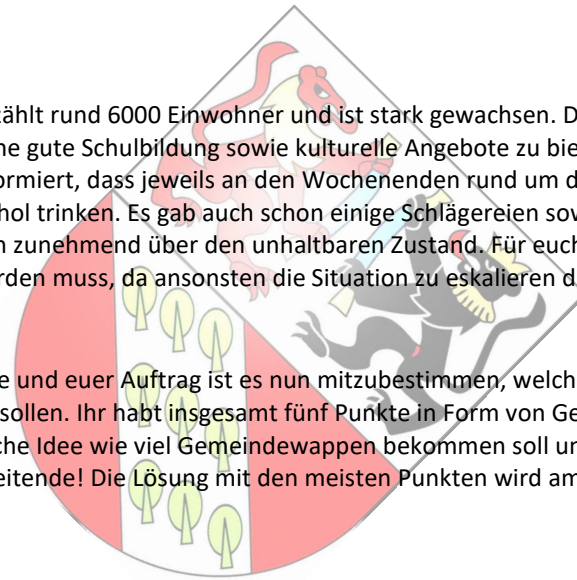 zählt rund 6000 Einwohner und ist stark gewachsen. D
ne gute Schulbildung sowie kulturelle Angebote zu bie
ormiert, dass jeweils an den Wochenenden rund um d
hol trinken. Es gab auch schon einige Schlägereien sow
n zunehmend über den unhaltbaren Zustand. Für euch
rden muss, da ansonsten die Situation zu eskalieren d
e und euer Auftrag ist es nun mitzubestimmen, welch
sollen. Ihr habt insgesamt fünf Punkte in Form von Ge
che Idee wie viel Gemeindewappen bekommen soll un
eitende! Die Lösung mit den meisten Punkten wird am